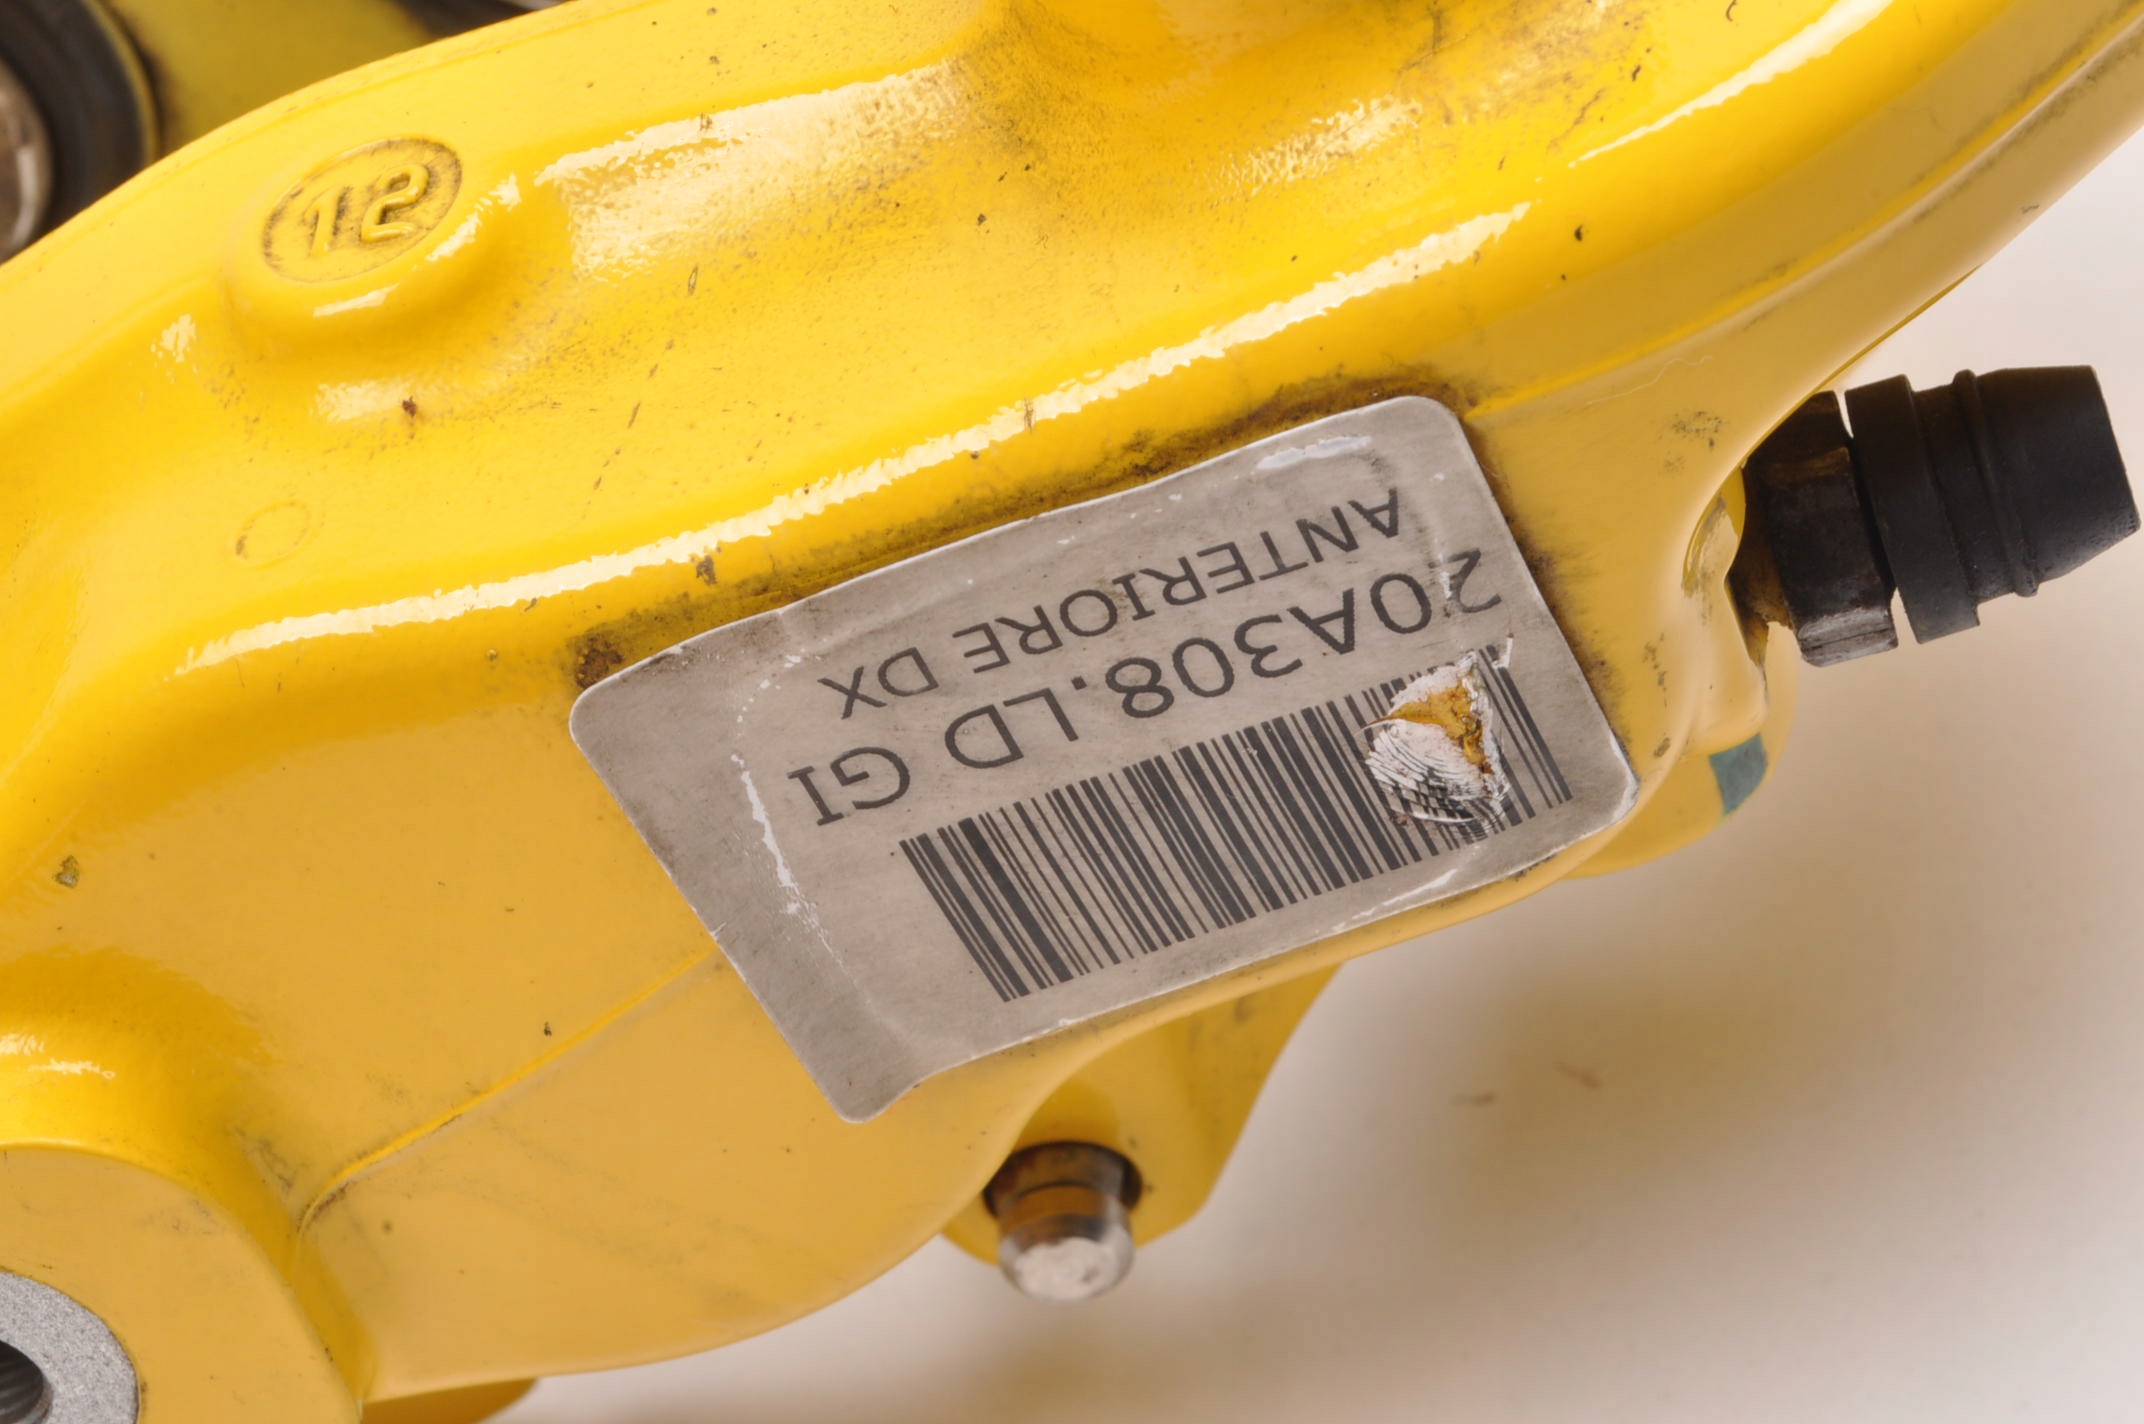 12
20A308.LD GI
ANTERIORE DX